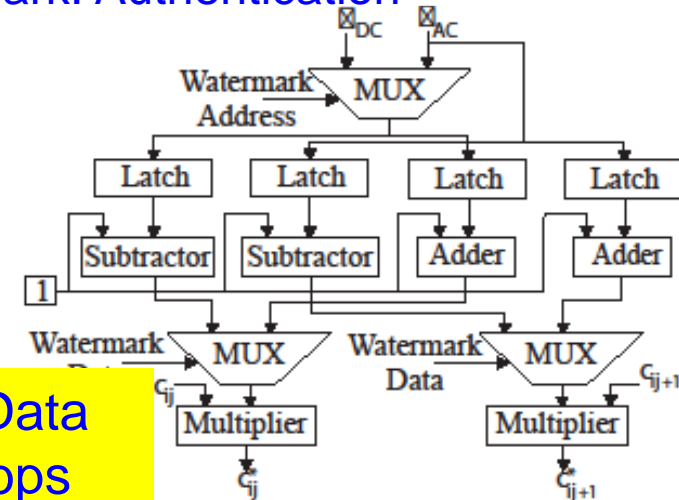 ark: Authentication
DC AC
Watermark
Address
MUX
Latch Latch Latch Latch
Subtractor Subtractor Adder Adder
1
Watermark MUX Watermark MUX
Data
Data
ops
Cij Cij+1
Multiplier Multiplier
C*ij C*ij+1